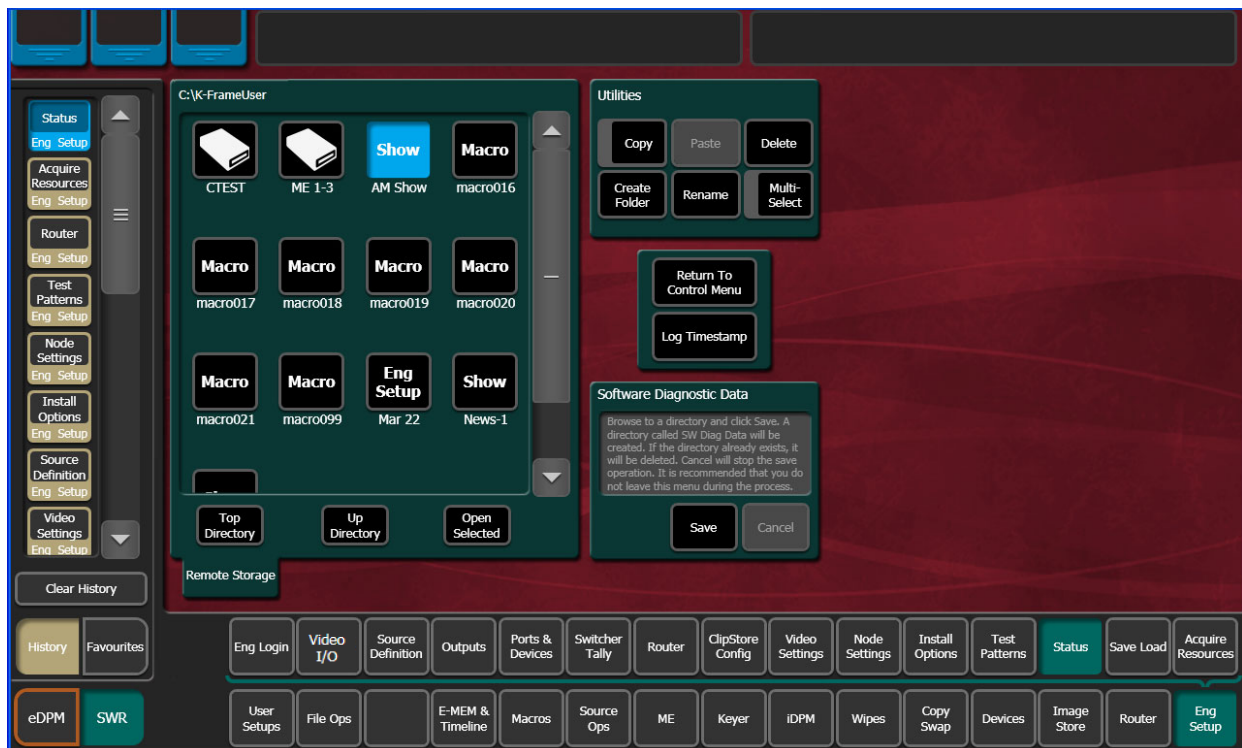 Status
Eng Setup
Acquire
Resources
Eng Setup
Router
Eng Setup
Test
Patterns
Eng Setup
Node
Settings
Eng Setup
Install
Options
Eng Setup
Source
Definition
Eng Setup
Video
Settings
Eng Setup
Clear History
History
Favourites
eDPM
SWR
C:\K-FrameUser
CTEST
ME 1-3
Show
AM Show
Macro
macro016
Macro
macro017
Macro
macro018
Macro
macro019
Macro
macro020
Macro
macro021
Macro
macro099
Eng
Setup
Mar 22
Show
News-1
Top
Directory
Up
Directory
Open
Selected
Remote Storage
Utilities
Copy
Paste
Delete
Create
Folder
Rename
Multi-
Select
Return To
Control Menu
Log Timestamp
Software Diagnostic Data
Browse to a directory and click Save. A
directory called SW Diag Data will be
created. If the directory already exists, it
will be deleted. Cancel will stop the save
operation. It is recommended that you do
not leave this menu during the process.
Save
Cancel
Eng Login
Video
I/O
Source
Definition
Outputs
Ports &
Devices
Switcher
Tally
Router
ClipStore
Config
Video
Settings
Node
Settings
Install
Options
Test
Patterns
Status
Save Load
Acquire
Resources
User
Setups
File Ops
E-MEM &
Timeline
Macros
Source
Ops
ME
Keyer
iDPM
Wipes
Copy
Swap
Devices
Image
Store
Router
Eng
Setup